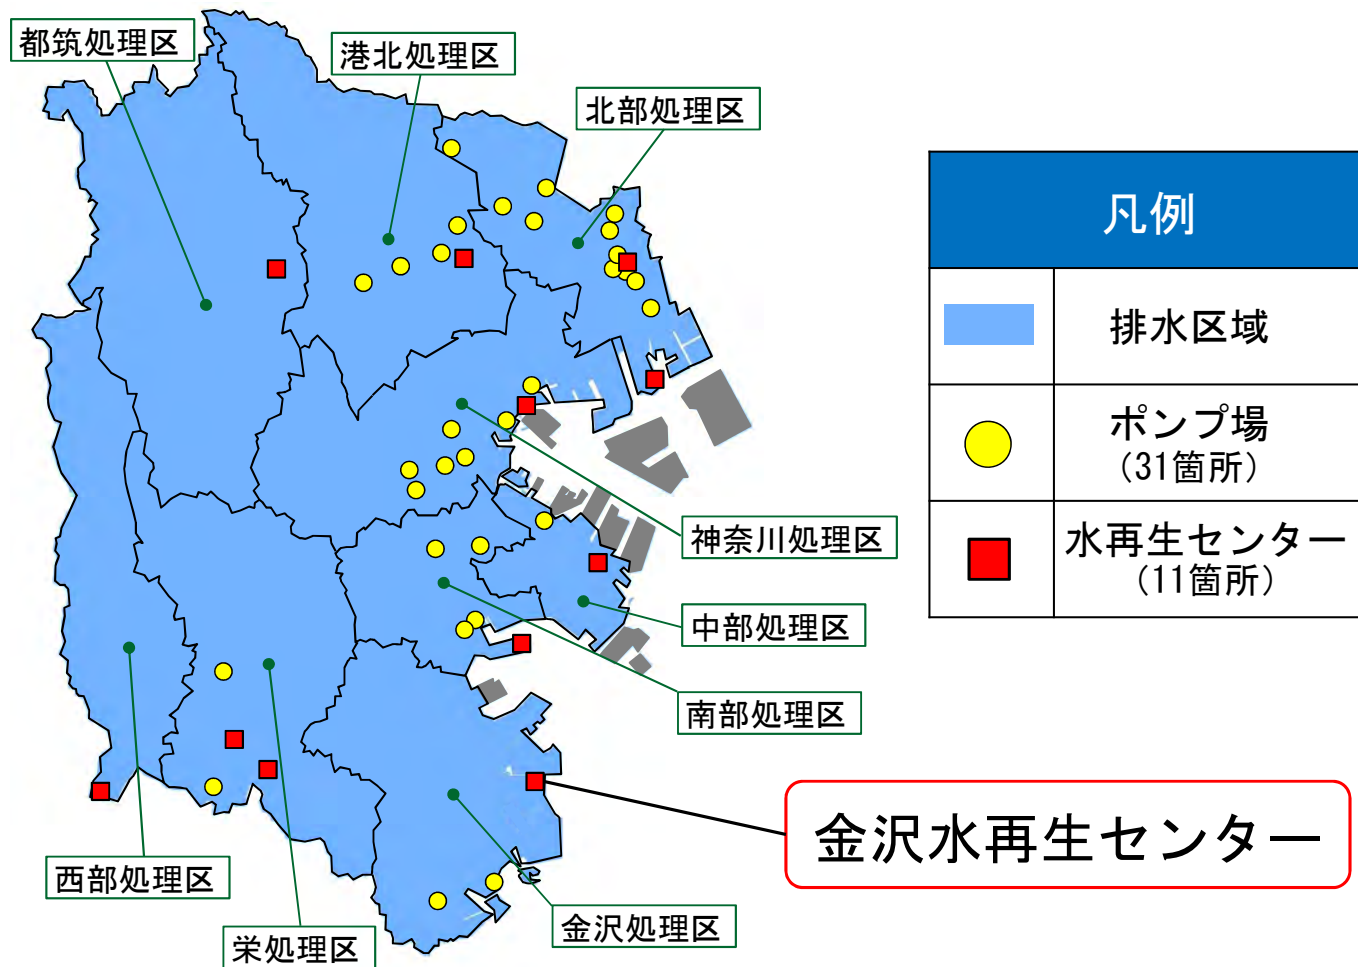 都筑処理区
港北処理区
北部処理区
凡例
排水区域
ポンプ場
（31箇所）
水再生センター
（11箇所）
神奈川処理区
中部処理区
南部処理区
金沢水再生センター
西部処理区
栄処理区
金沢処理区